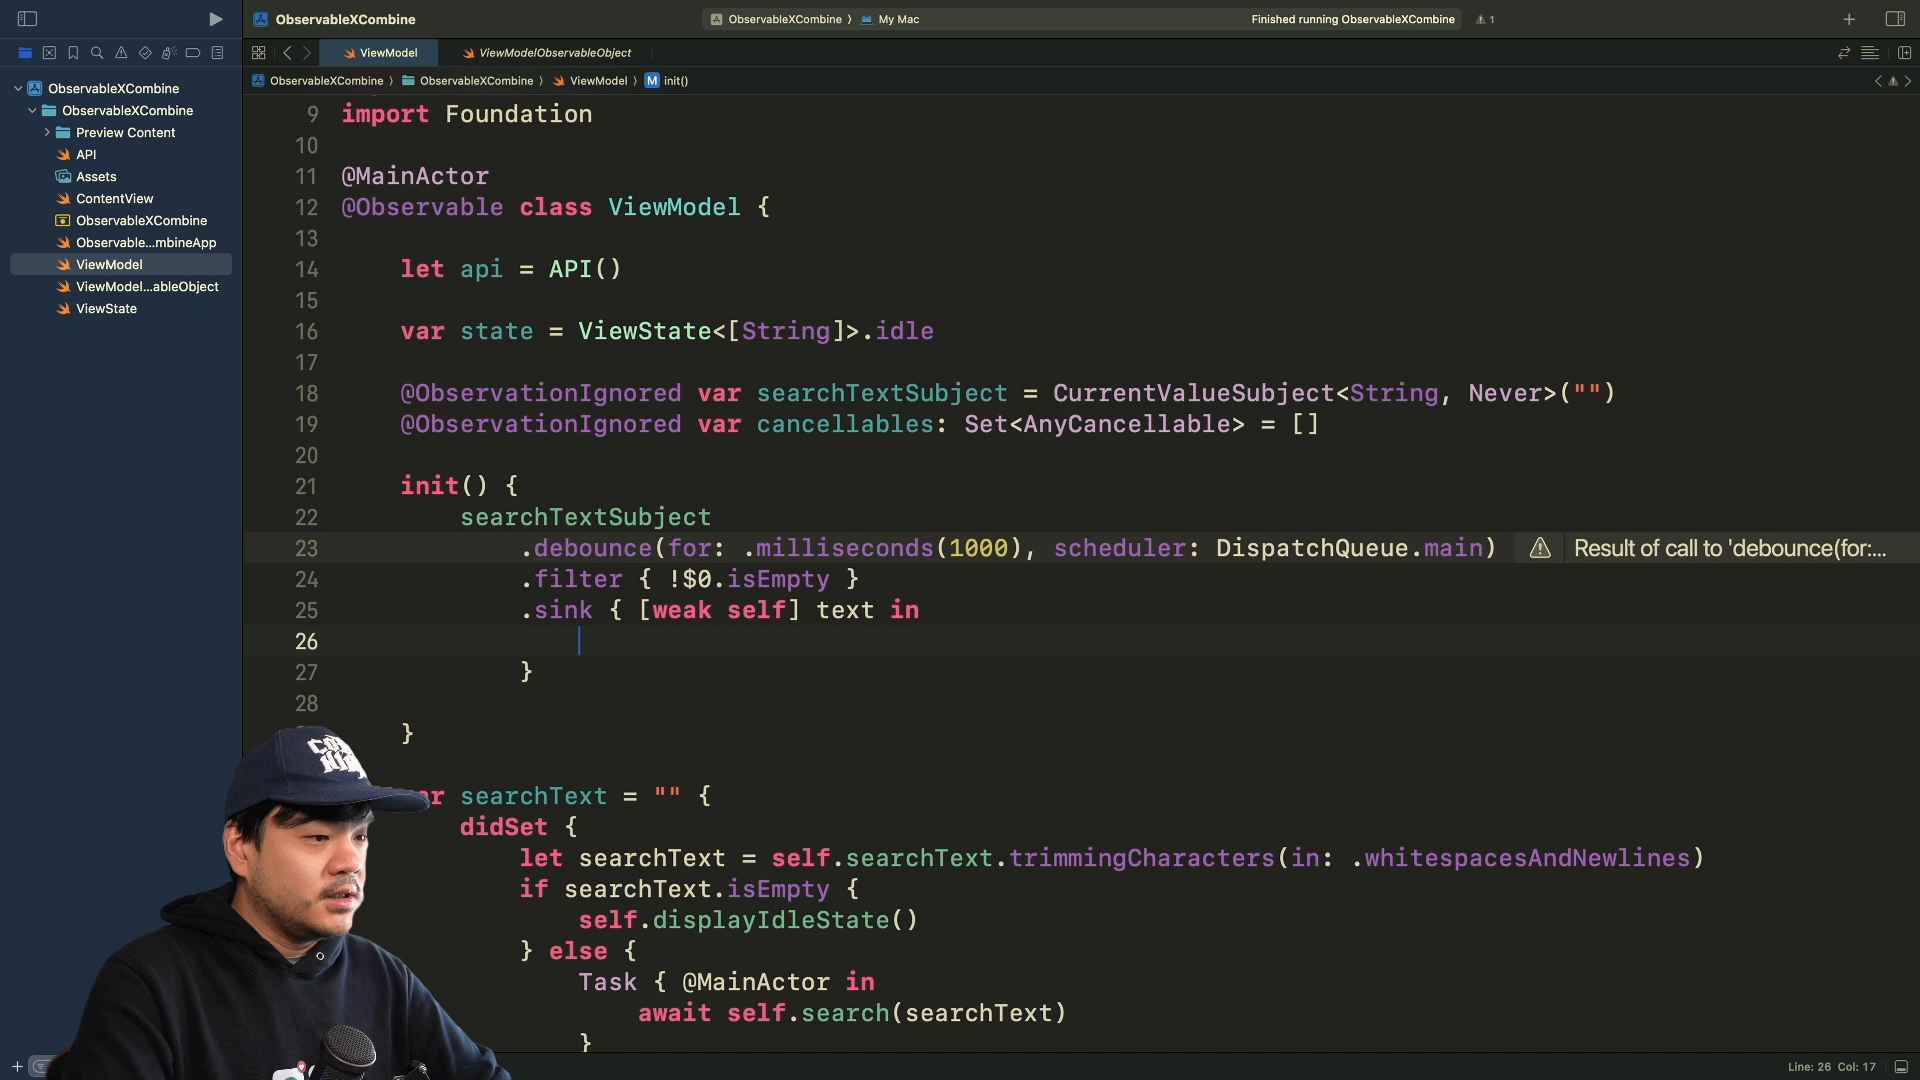 ObservableXCombine
ObservableXCombine 〉 My Mac
Finished running ObservableXCombine
1
ViewModel
ViewModelObservableObject
ObservableXCombine 〉 ObservableXCombine 〉 ViewModel 〉 M init()
ObservableXCombine
ObservableXCombine
Preview Content
API
Assets
ContentView
ObservableXCombine
Observable...mbineApp
ViewModel
ViewModel...ableObject
ViewState
9 import Foundation
10
11 @MainActor
12 @Observable class ViewModel {
13
14 let api = API()
15
16 var state = ViewState<[String]>.idle
17
18 @ObservationIgnored var searchTextSubject = CurrentValueSubject<String, Never>("")
19 @ObservationIgnored var cancellables: Set<AnyCancellable> = []
20
21 init() {
22 searchTextSubject
23 .debounce(for: .milliseconds(1000), scheduler: DispatchQueue.main) Result of call to 'debounce(for:...
24 .filter { !$0.isEmpty }
25 .sink { [weak self] text in
26
27 }
28
}
ar searchText = "" {
didSet {
let searchText = self.searchText.trimmingCharacters(in: .whitespacesAndNewlines)
if searchText.isEmpty {
self.displayIdleState()
} else {
Task { @MainActor in
await self.search(searchText)
}
Line: 26 Col: 17